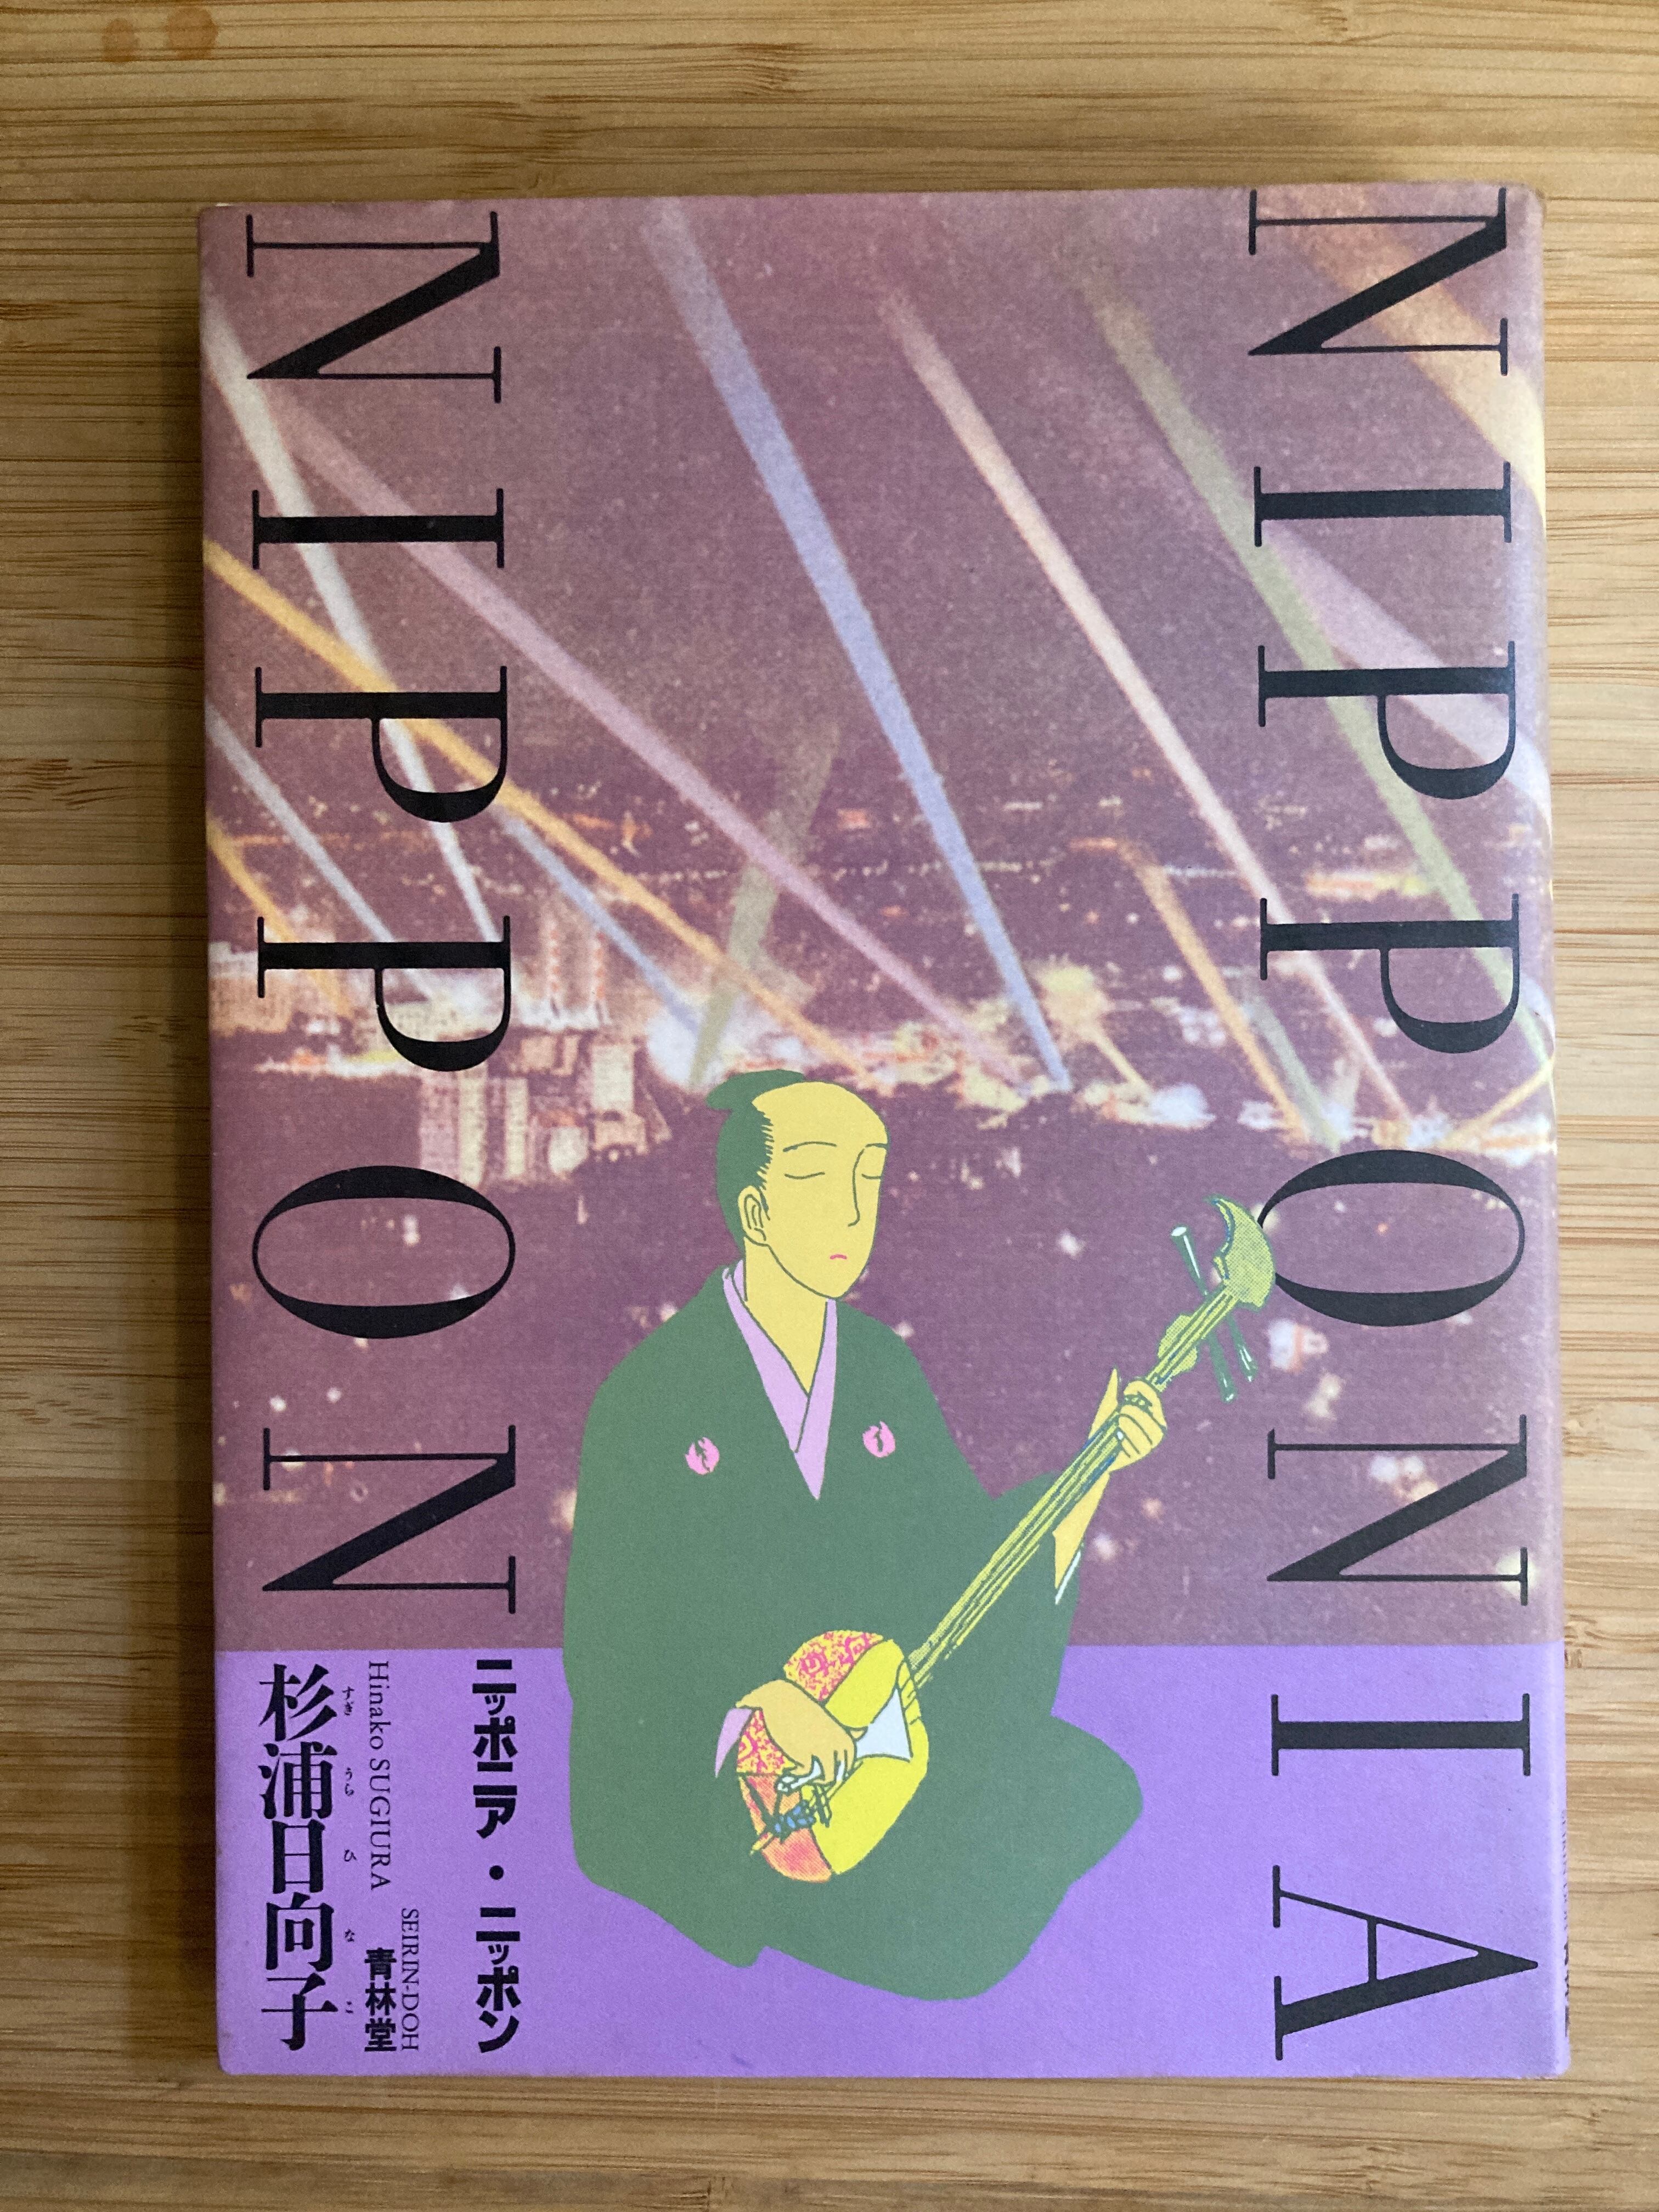 NIPPONIA
NIPPON
ニッポニア・ニッポン
SEIRIN-DOH
青林堂
Hinako SUGIURA
すぎ うら ひ な こ
杉浦日向子